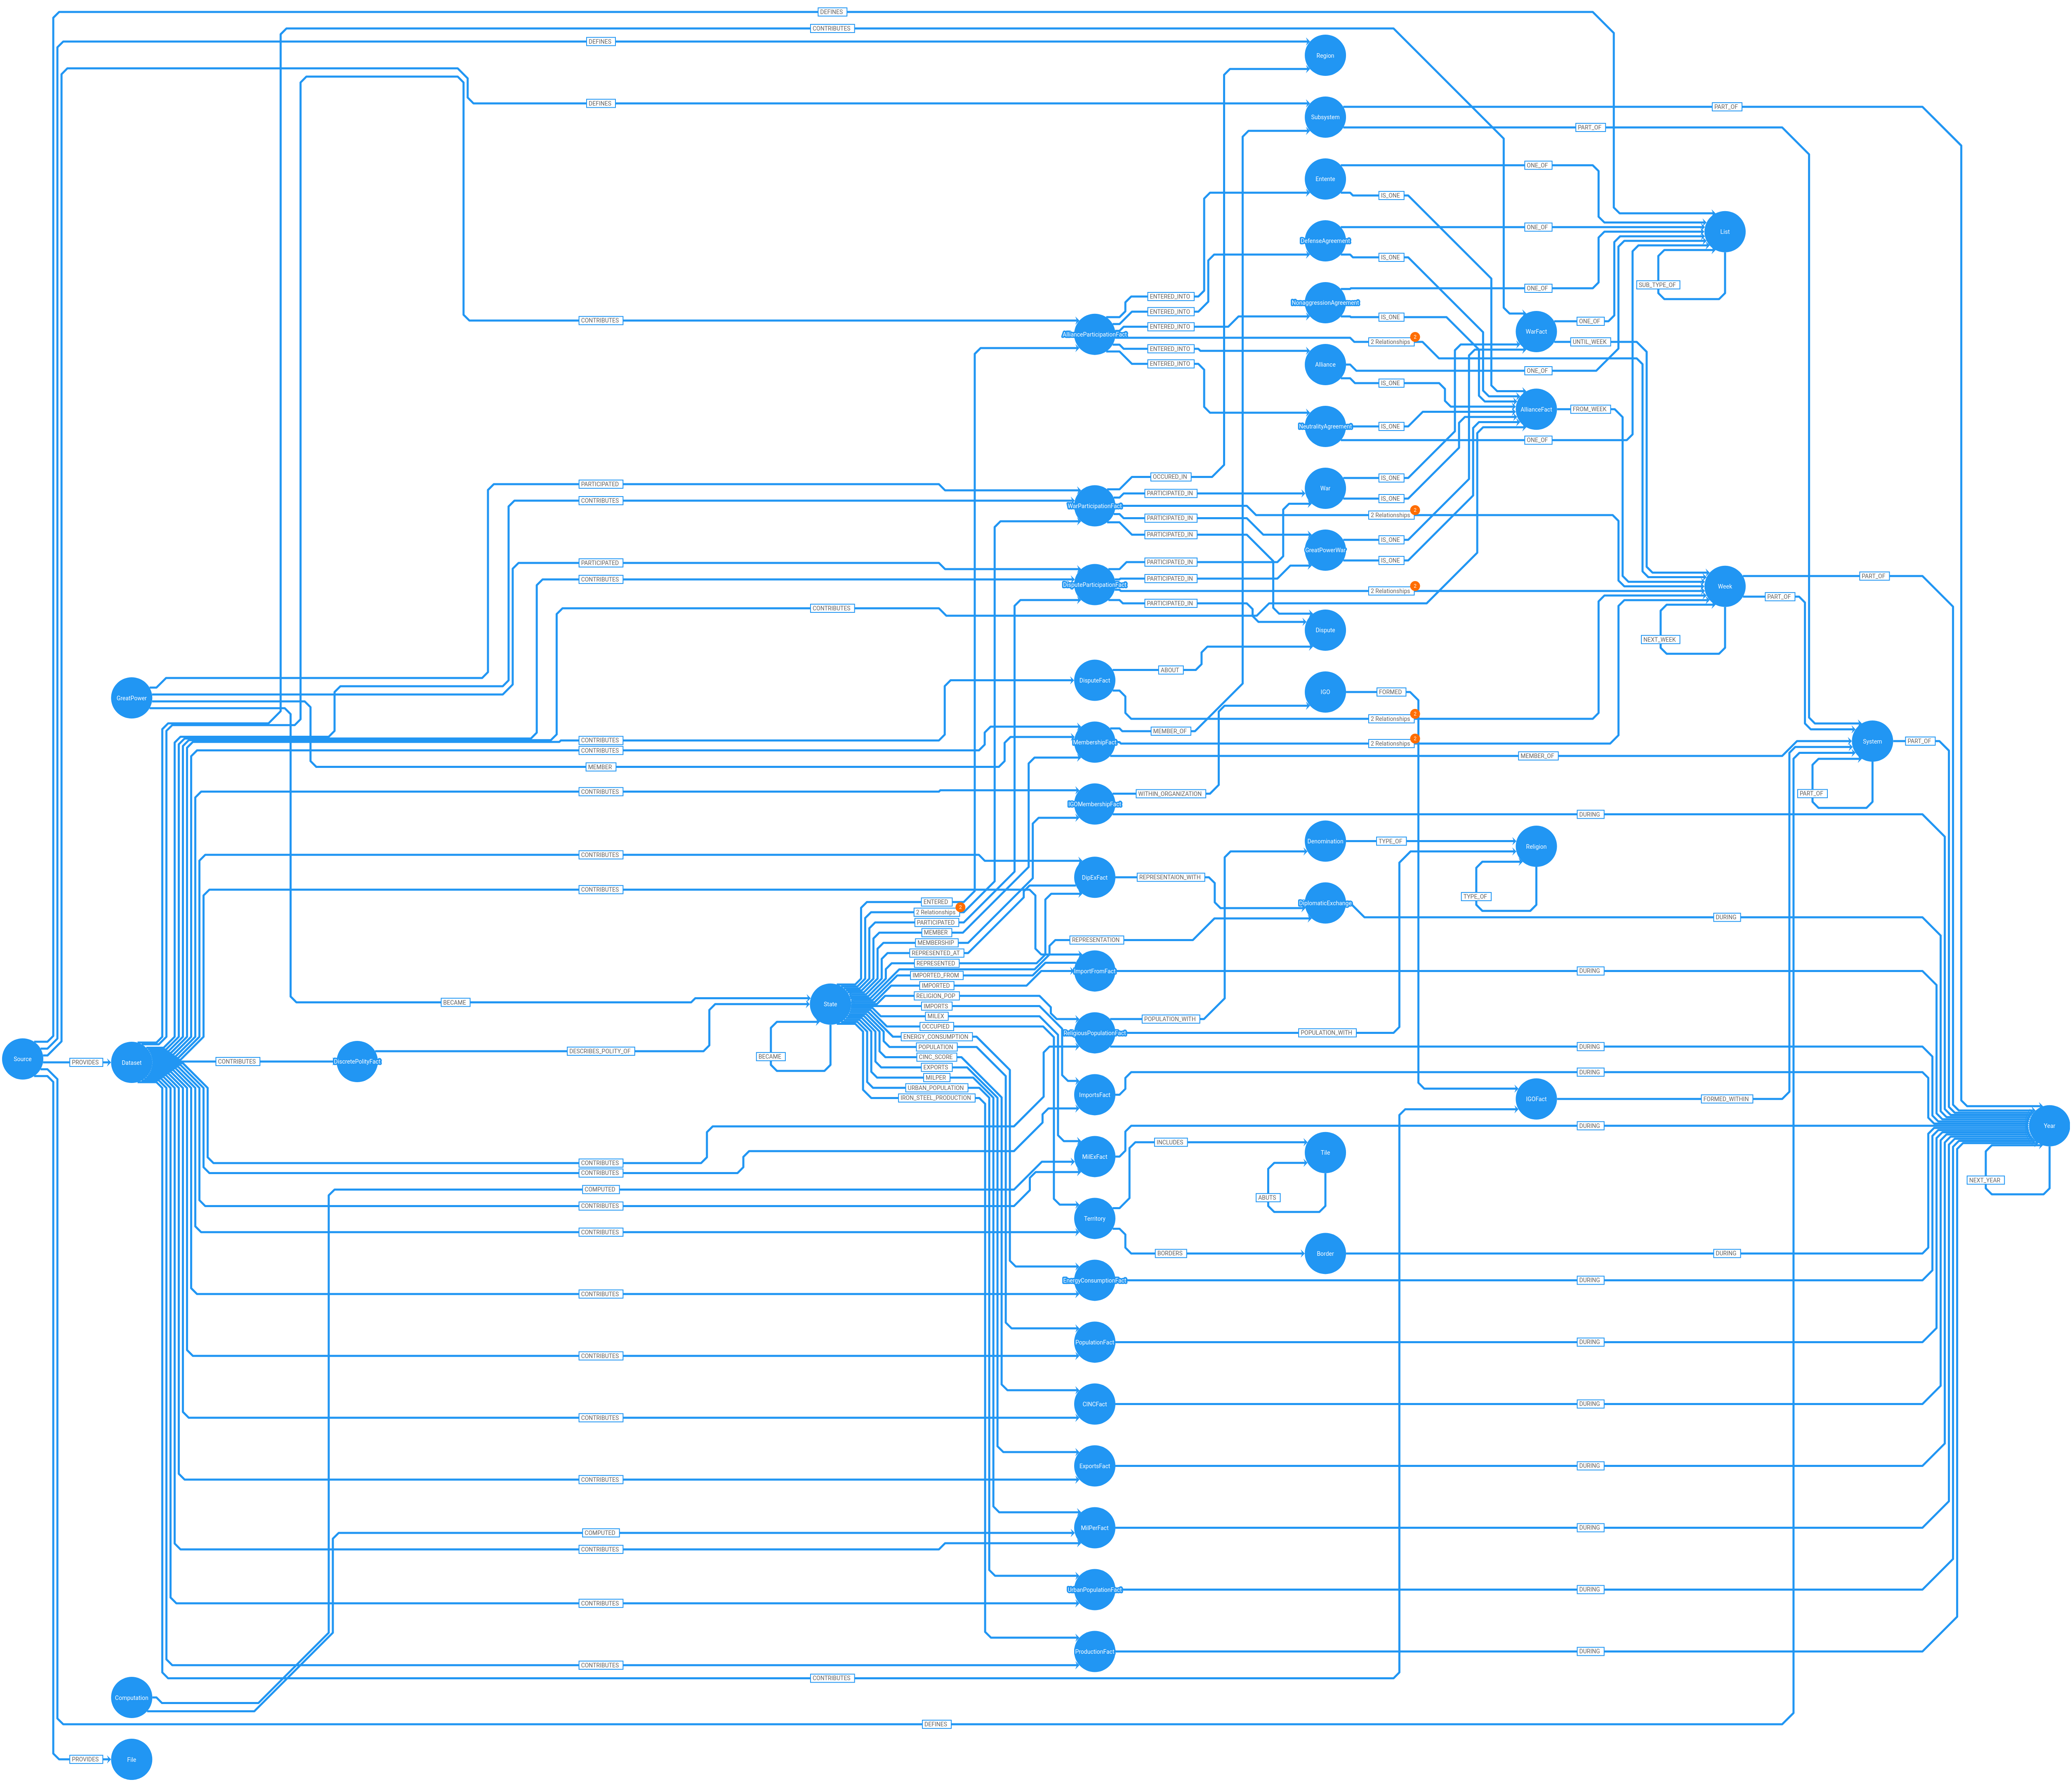 DEFINES
CONTRIBUTES
DEFINES
Region
DEFINES
PART_OF
Subsystem
PART_OF
ONE_OF
Entente
IS_ONE
ONE_OF
List
DefenseAgreement
IS_ONE
SUB_TYPE_OF
ONE_OF
ENTERED_INTO
NonaggressionAgreement
ENTERED_INTO
IS_ONE
CONTRIBUTES
ONE_OF
ENTERED_INTO
WarFact
AllianceParticipationFact
2 Relationships
2
UNTIL_WEEK
ENTERED_INTO
ENTERED_INTO
Alliance
ONE_OF
IS_ONE
AllianceFact
FROM_WEEK
NeutralityAgreement
IS_ONE
ONE_OF
OCCURED_IN
IS_ONE
PARTICIPATED
War
PARTICIPATED_IN
IS_ONE
CONTRIBUTES
WarParticipationFact
2 Relationships
2
PARTICIPATED_IN
PARTICIPATED_IN
IS_ONE
GreatPowerWar
IS_ONE
PARTICIPATED
PARTICIPATED_IN
PART_OF
CONTRIBUTES
PARTICIPATED_IN
DisputeParticipationFact
2 Relationships
2
Week
PART_OF
PARTICIPATED_IN
CONTRIBUTES
Dispute
NEXT_WEEK
ABOUT
DisputeFact
IGO
FORMED
GreatPower
2 Relationships
2
MEMBER_OF
CONTRIBUTES
MembershipFact
2 Relationships
2
System
PART_OF
CONTRIBUTES
MEMBER_OF
MEMBER
CONTRIBUTES
WITHIN_ORGANIZATION
PART_OF
IGOMembershipFact
DURING
Denomination
TYPE_OF
Religion
CONTRIBUTES
DipExFact
REPRESENTAION_WITH
CONTRIBUTES
TYPE_OF
ENTERED
DiplomaticExchange
2 Relationships
2
DURING
PARTICIPATED
MEMBER
REPRESENTATION
MEMBERSHIP
REPRESENTED_AT
REPRESENTED
ImportFromFact
DURING
IMPORTED_FROM
IMPORTED
RELIGION_POP
BECAME
State
IMPORTS
MILEX
POPULATION_WITH
OCCUPIED
ReligiousPopulationFact
POPULATION_WITH
ENERGY_CONSUMPTION
POPULATION
DURING
DESCRIBES_POLITY_OF
BECAME
CINC_SCORE
Source
PROVIDES
Dataset
CONTRIBUTES
DiscretePolityFact
EXPORTS
DURING
MILPER
URBAN_POPULATION
ImportsFact
IRON_STEEL_PRODUCTION
IGOFact
FORMED_WITHIN
DURING
Year
INCLUDES
Tile
MilExFact
CONTRIBUTES
CONTRIBUTES
NEXT_YEAR
COMPUTED
ABUTS
CONTRIBUTES
Territory
CONTRIBUTES
BORDERS
Border
DURING
EnergyConsumptionFact
DURING
CONTRIBUTES
PopulationFact
DURING
CONTRIBUTES
CINCFact
DURING
CONTRIBUTES
ExportsFact
DURING
CONTRIBUTES
MilPerFact
DURING
COMPUTED
CONTRIBUTES
UrbanPopulationFact
DURING
CONTRIBUTES
ProductionFact
DURING
CONTRIBUTES
CONTRIBUTES
Computation
DEFINES
PROVIDES
File